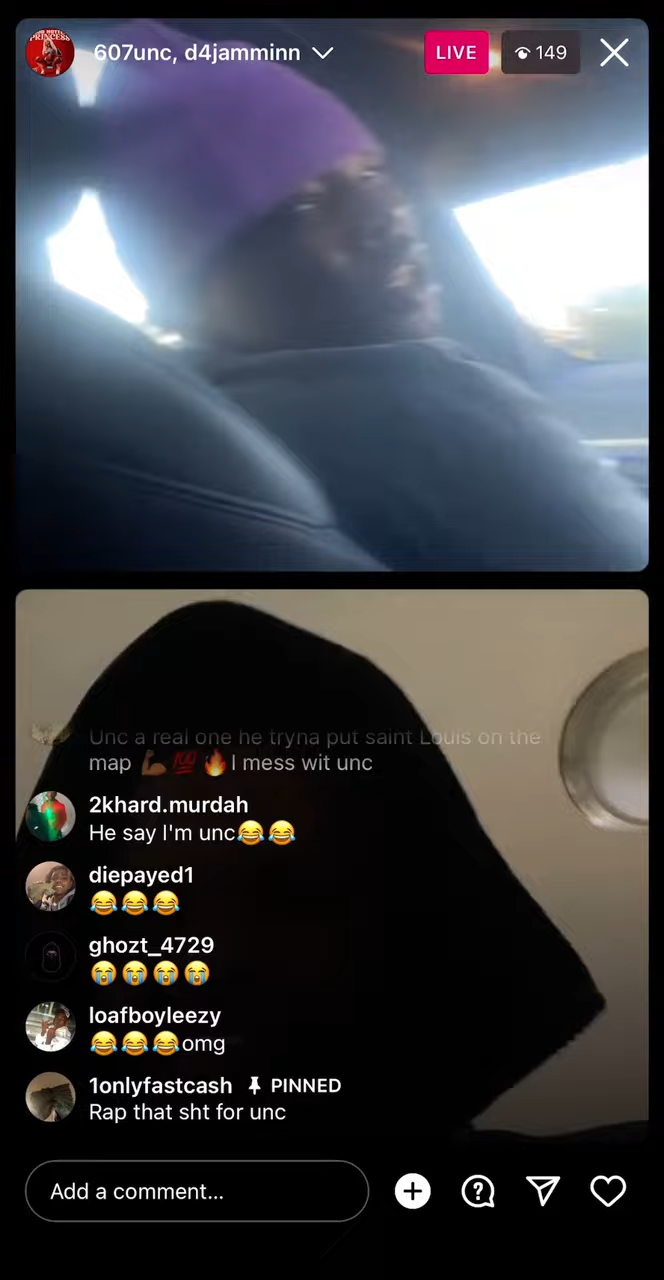 607unc, d4jamminn
LIVE
149
PRINCESS
Unc a real one he tryna put saint Louis on the
map 💪💯🔥I mess wit unc
2khard.murdah
He say I'm unc😂😂
diepayed1
😂😂😂
ghozt_4729
😭😭😭😭
loafboyleezy
😂😂😂omg
1onlyfastcash PINNED
Rap that sht for unc
Add a comment...